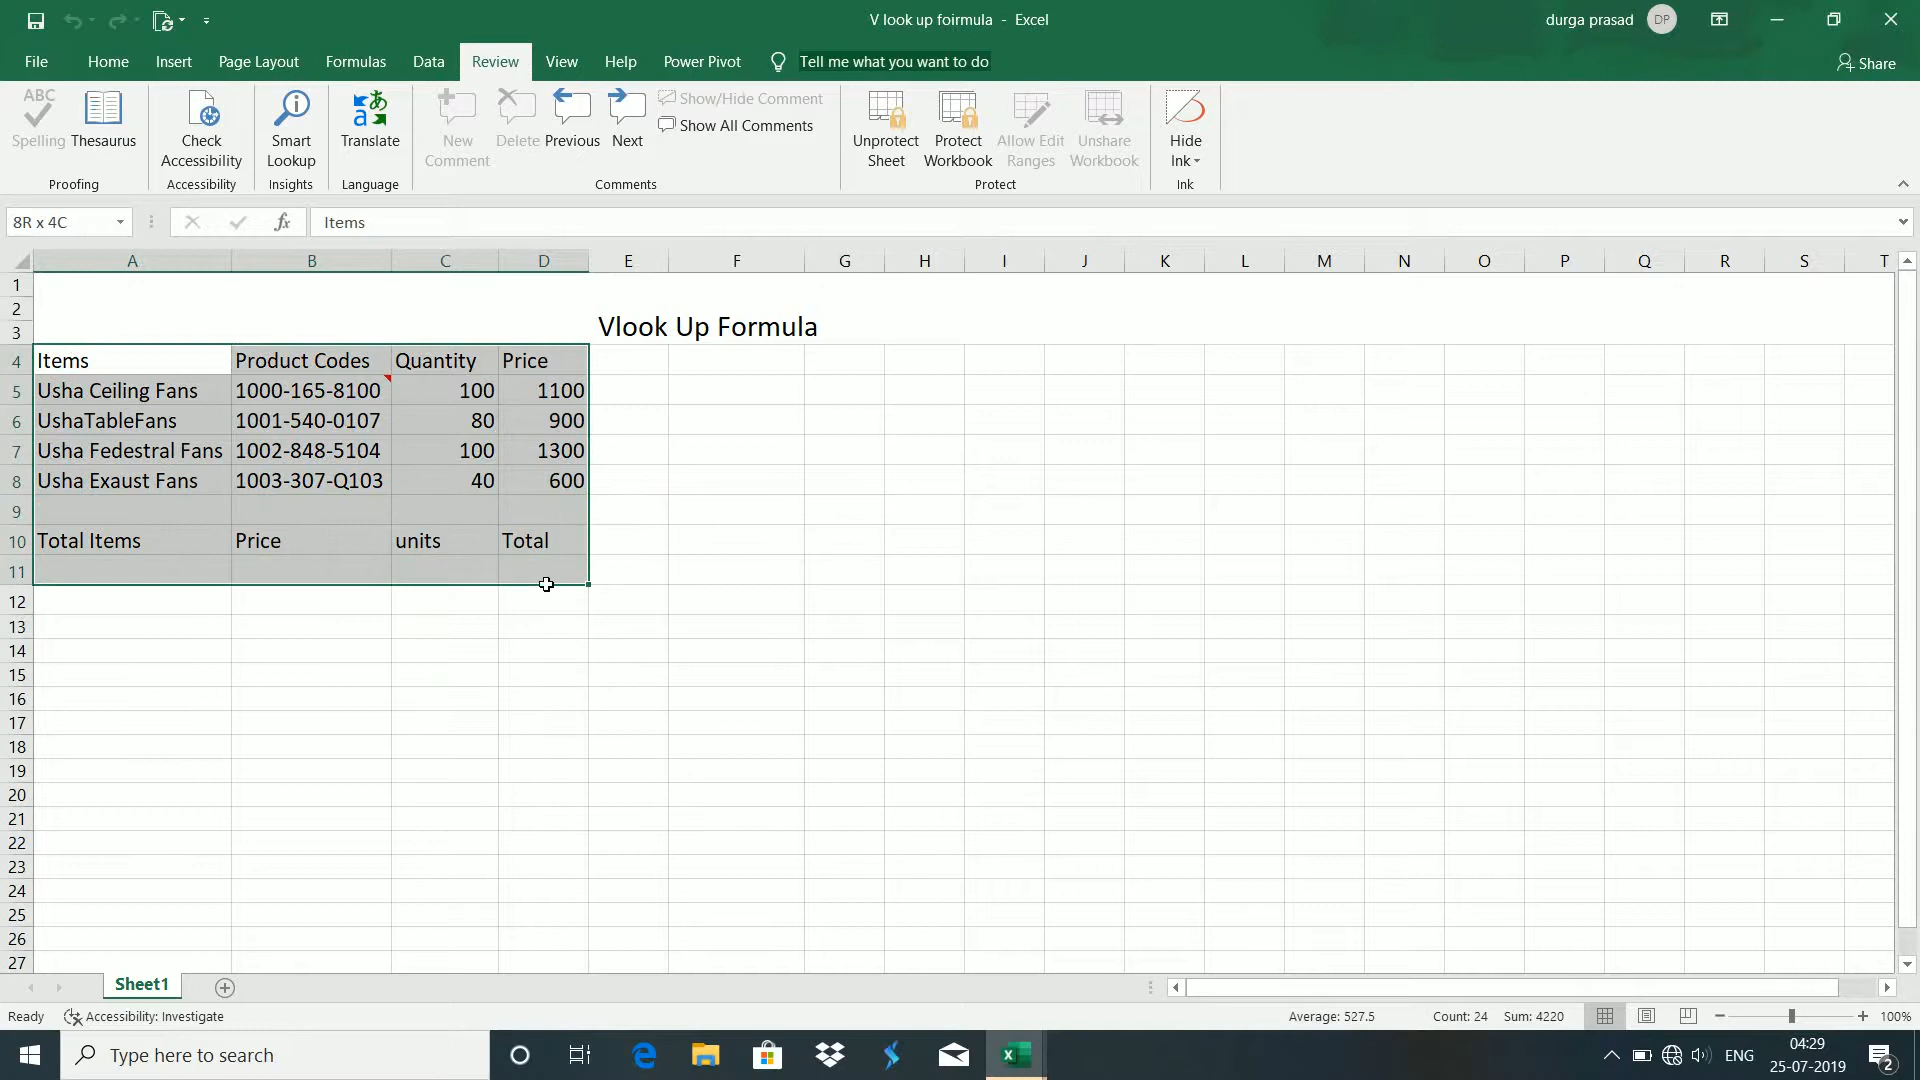 V look up foirmula - Excel
durga prasad DP
File Home Insert Page Layout Formulas Data Review View Help Power Pivot Tell me what you want to do Share
ABC
Spelling Thesaurus Check Accessibility Smart Lookup Translate New Comment Delete Previous Next Show/Hide Comment
Show All Comments
Unprotect Sheet Protect Workbook Allow Edit Ranges Unshare Workbook Hide Ink
Proofing Accessibility Insights Language Comments Protect Ink
8R x 4C fx Items
A B C D E F G H I J K L M N O P Q R S T
1
2
3 Vlook Up Formula
4 Items Product Codes Quantity Price
5 Usha Ceiling Fans 1000-165-8100 100 1100
6 UshaTableFans 1001-540-0107 80 900
7 Usha Fedestral Fans 1002-848-5104 100 1300
8 Usha Exaust Fans 1003-307-Q103 40 600
9
10 Total Items Price units Total
11
12
13
14
15
16
17
18
19
20
21
22
23
24
25
26
27
Sheet1
Ready Accessibility: Investigate Average: 527.5 Count: 24 Sum: 4220 100%
Type here to search
ENG 04:29
25-07-2019 2